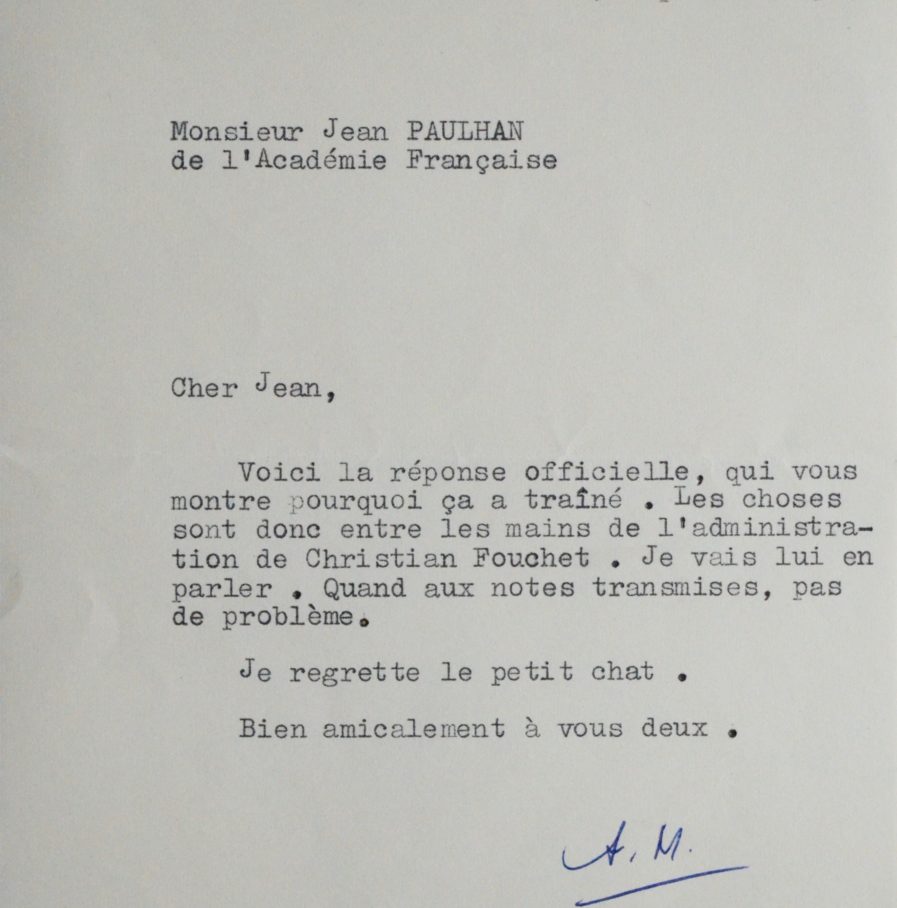 Monsieur Jean PAULHAN
de l'Académie Française
Cher Jean,
Voici la réponse officielle, qui vous
montre pourquoi ça a traîné . Les choses
sont donc entre les mains de l'administra-
tion de Christian Fouchet . Je vais lui en
parler . Quand aux notes transmises, pas
de problème.
Je regrette le petit chat .
Bien amicalement à vous deux .
A. M.